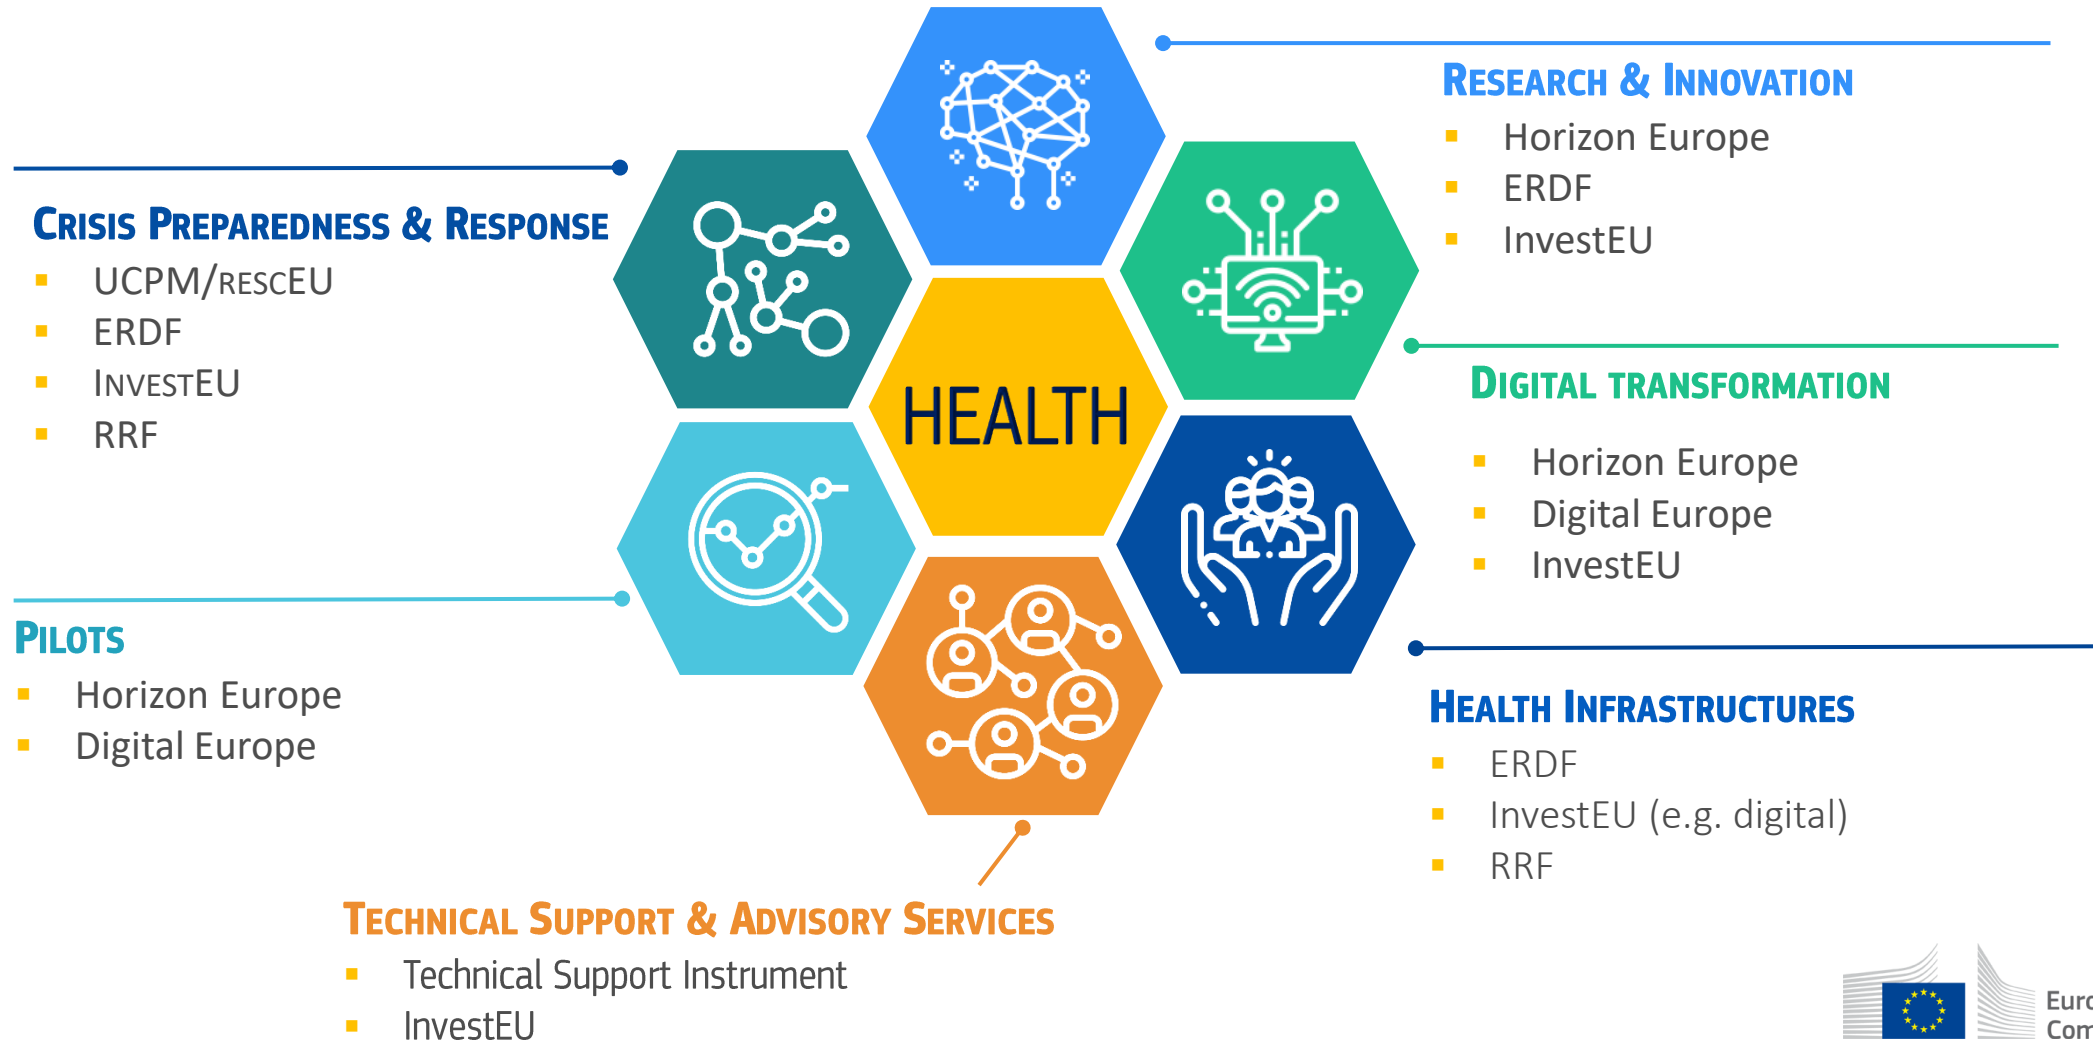 RESEARCH & INNOVATION
Horizon Europe
ERDF
InvestEU
CRISIS PREPAREDNESS & RESPONSE
UCPM/RESCEU
ERDF
INVESTEU
RRF
HEALTH
DIGITAL TRANSFORMATION
Horizon Europe
Digital Europe
InvestEU
PILOTS
Horizon Europe
Digital Europe
HEALTH INFRASTRUCTURES
ERDF
InvestEU (e.g. digital)
RRF
TECHNICAL SUPPORT & ADVISORY SERVICES
Technical Support Instrument
InvestEU